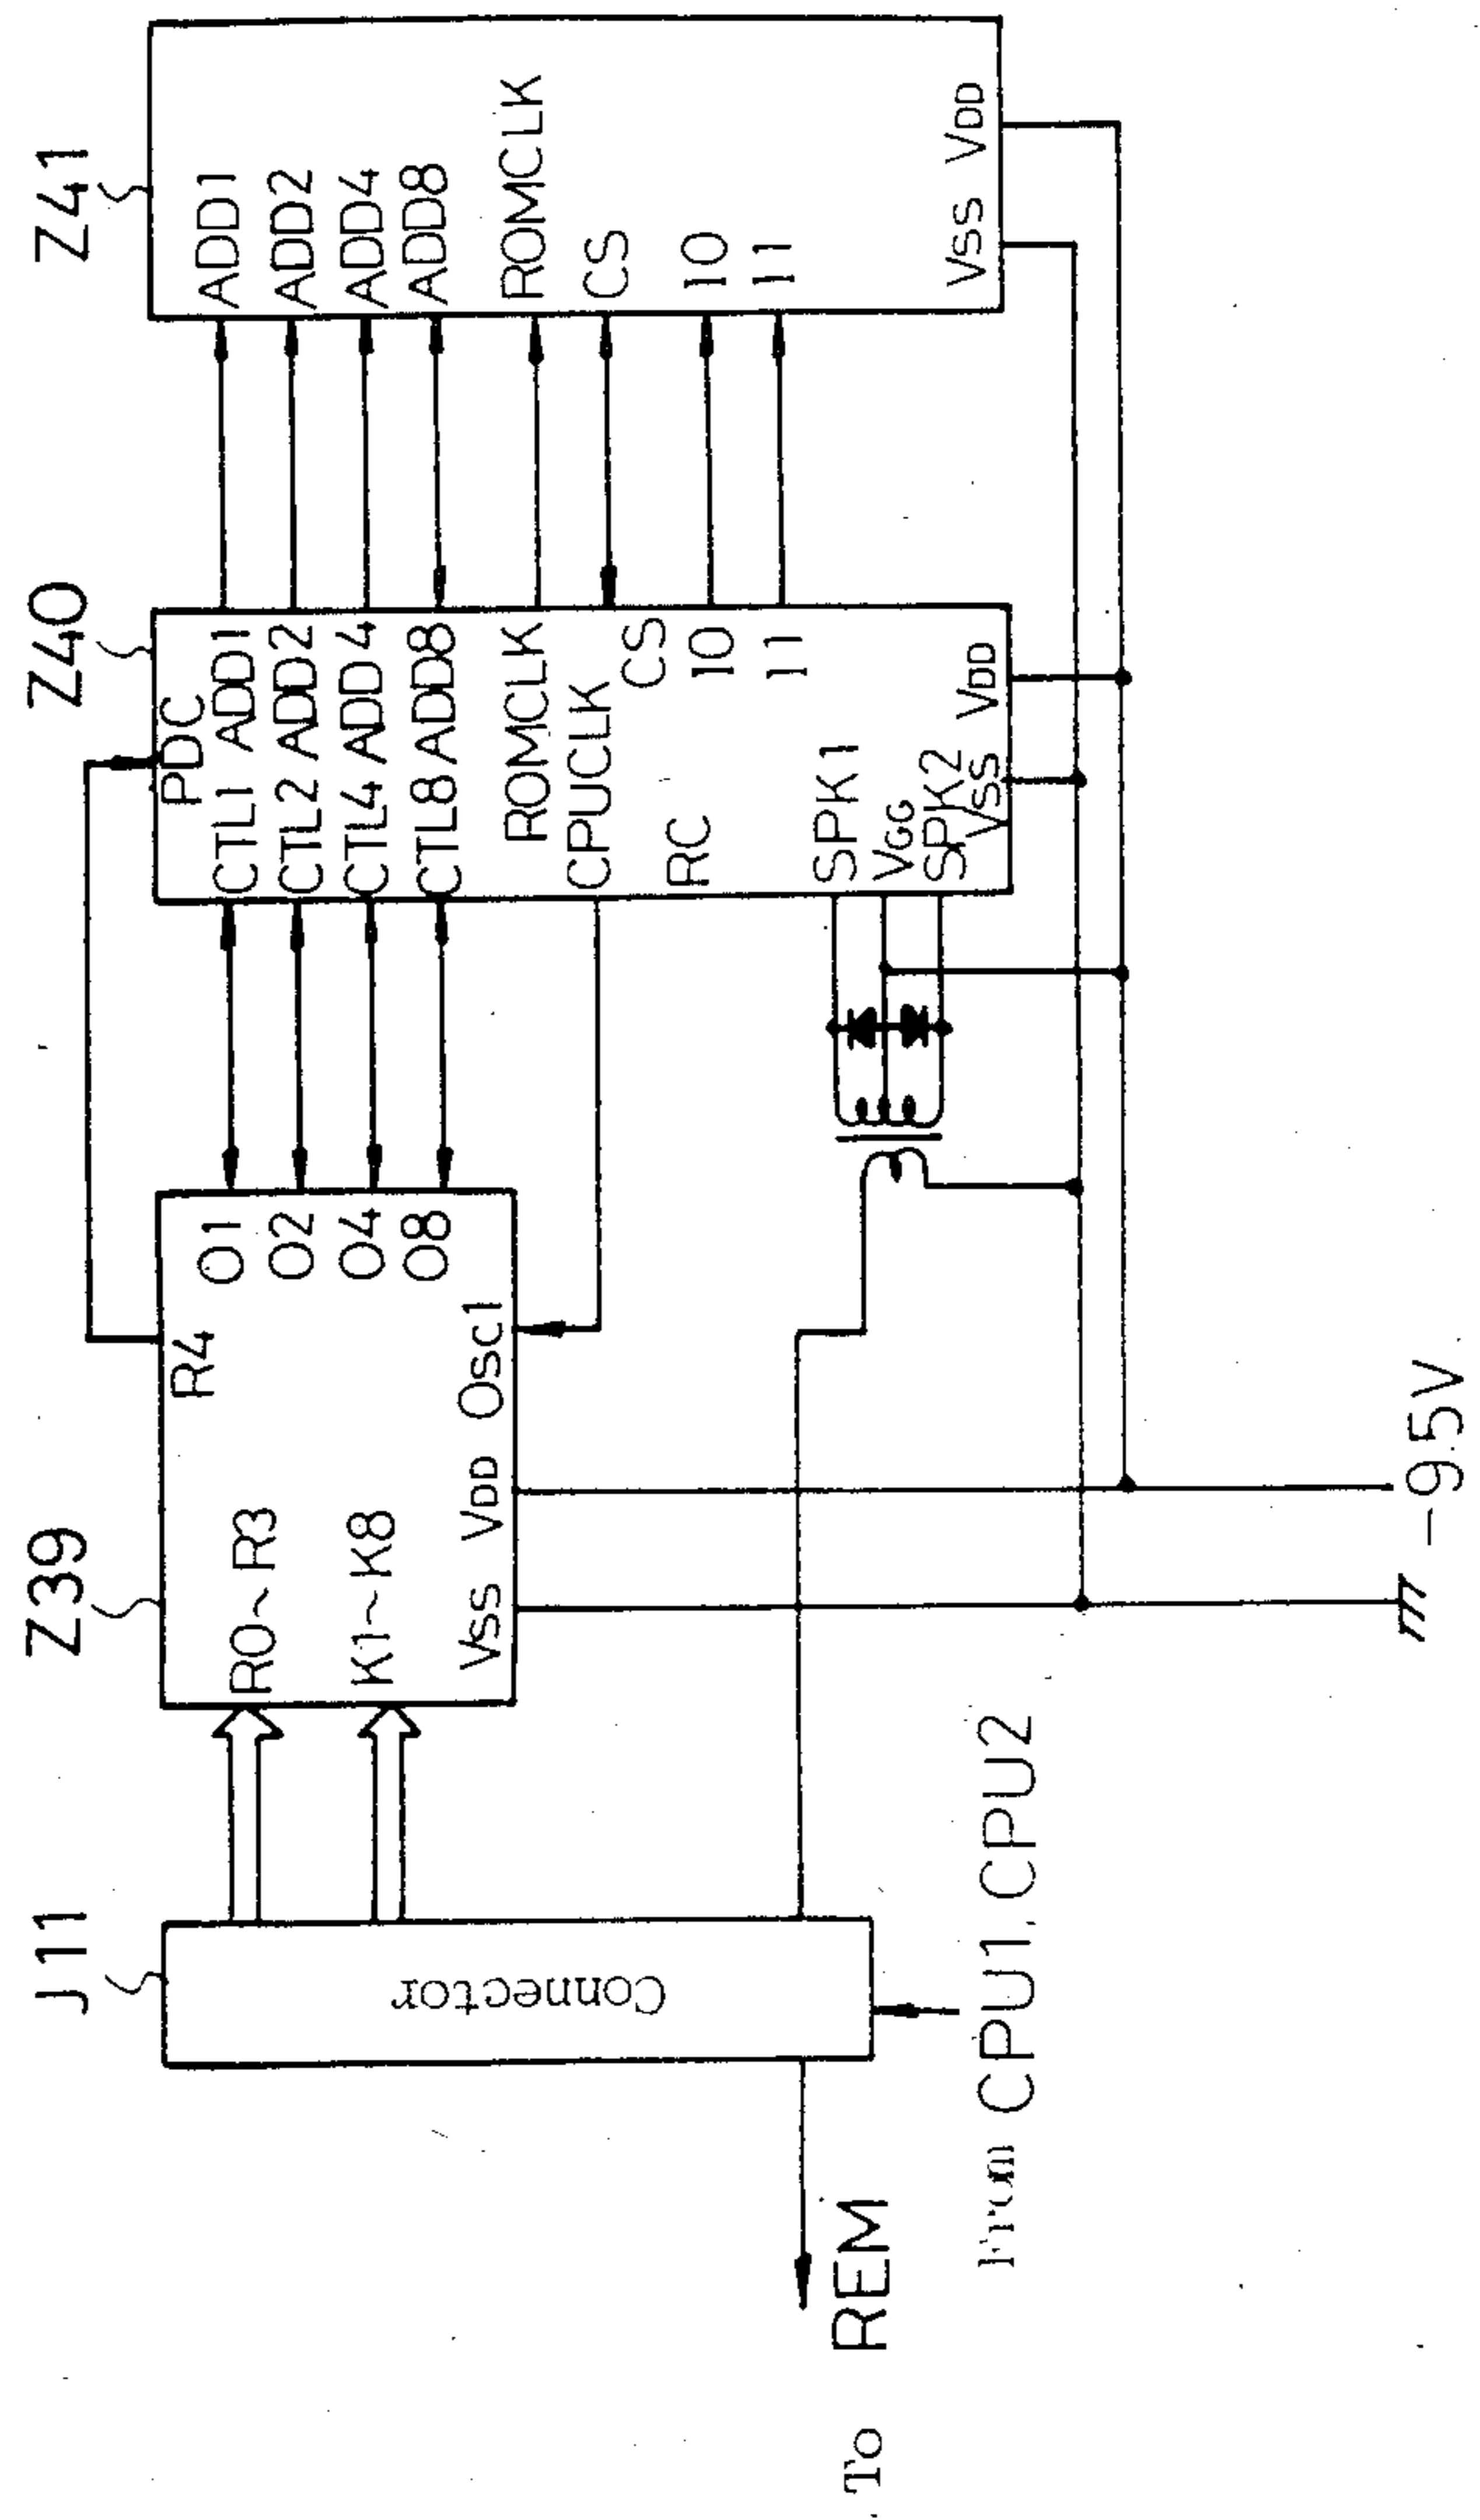 J11
Z39
Z40
Z41
Connector
R0~R3
K1~K8
R4
O1
O2
O4
O8
Vss
VDD
Osc1
PDC
CTL1 ADD1
CTL2 ADD2
CTL4 ADD4
CTL8 ADD8
ROMCLK
CPUCLK
CS
RC
10
11
SPK1
VGG
SPK2
Vss
VDD
ADD1
ADD2
ADD4
ADD8
ROMCLK
CS
10
11
Vss
VDD
To REM
From CPU1, CPU2
-9.5V